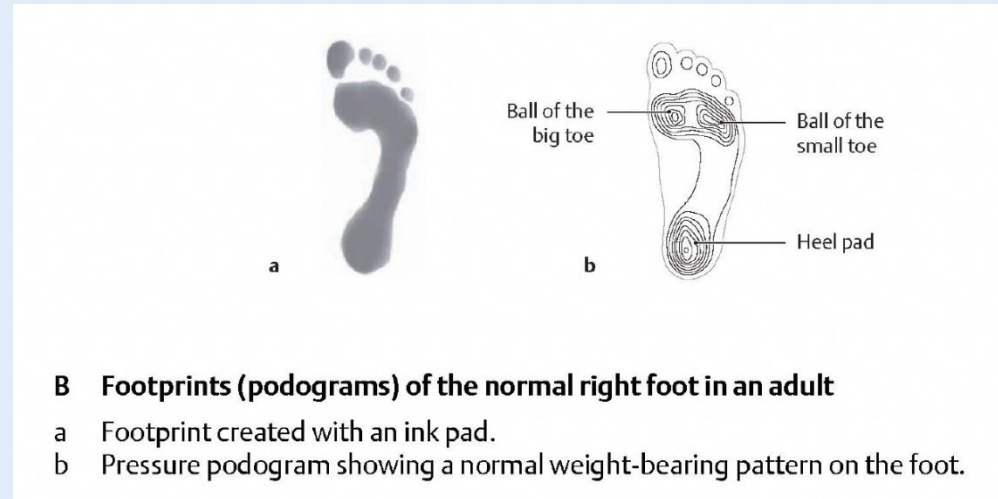 Ball of the
big toe
Ball of the
small toe
Heel pad
a
b
B Footprints (podograms) of the normal right foot in an adult
a Footprint created with an ink pad.
b Pressure podogram showing a normal weight-bearing pattern on the foot.